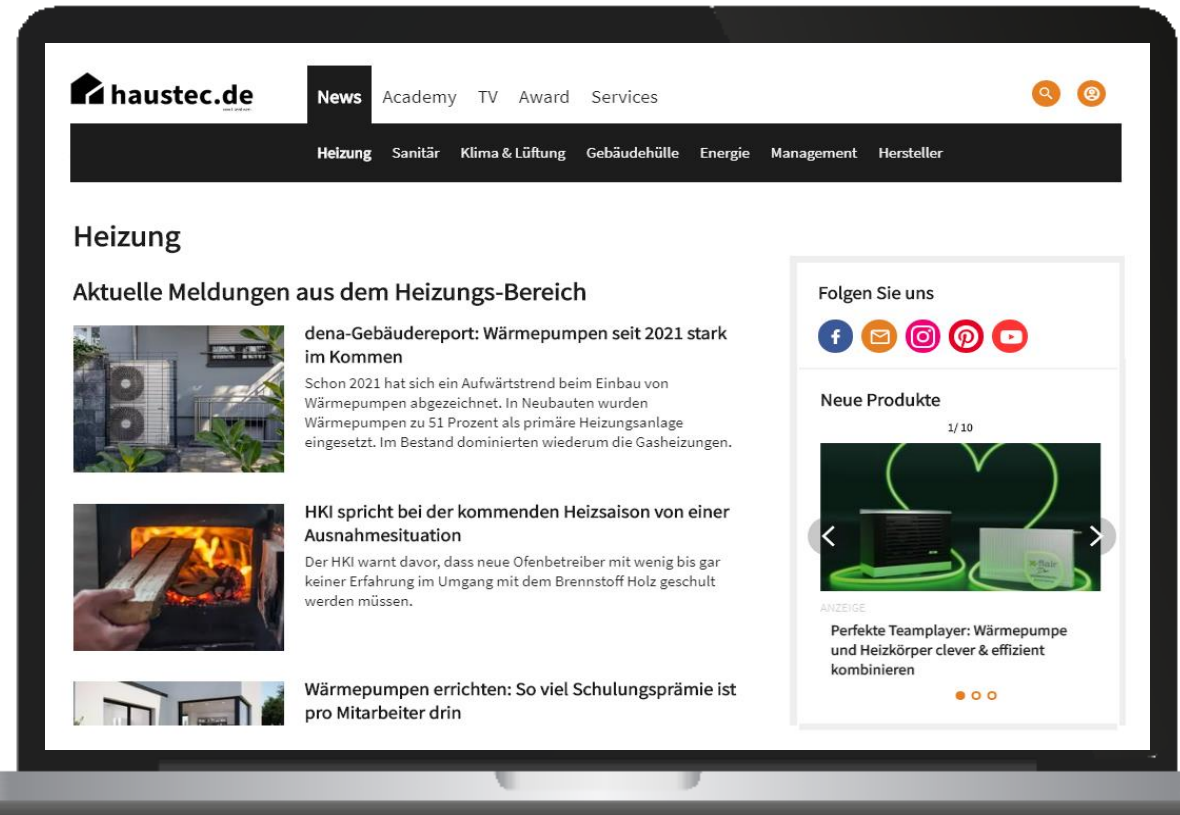 haustec.de
News Academy TV Award Services
Heizung Sanitär Klima & Lüftung Gebäudehülle Energie Management Hersteller
Heizung
Aktuelle Meldungen aus dem Heizungs-Bereich
dena-Gebäudereport: Wärmepumpen seit 2021 stark
im Kommen
Schon 2021 hat sich ein Aufwärtstrend beim Einbau von
Wärmepumpen abgezeichnet. In Neubauten wurden
Wärmepumpen zu 51 Prozent als primäre Heizungsanlage
eingesetzt. Im Bestand dominierten wiederum die Gasheizungen.
HKI spricht bei der kommenden Heizsaison von einer
Ausnahmesituation
Der HKI warnt davor, dass neue Ofenbetreiber mit wenig bis gar
keiner Erfahrung im Umgang mit dem Brennstoff Holz geschult
werden müssen.
Wärmepumpen errichten: So viel Schulungsprämie ist
pro Mitarbeiter drin
Folgen Sie uns
Neue Produkte
1/ 10
x-flair
ANZEIGE
Perfekte Teamplayer: Wärmepumpe
und Heizkörper clever & effizient
kombinieren